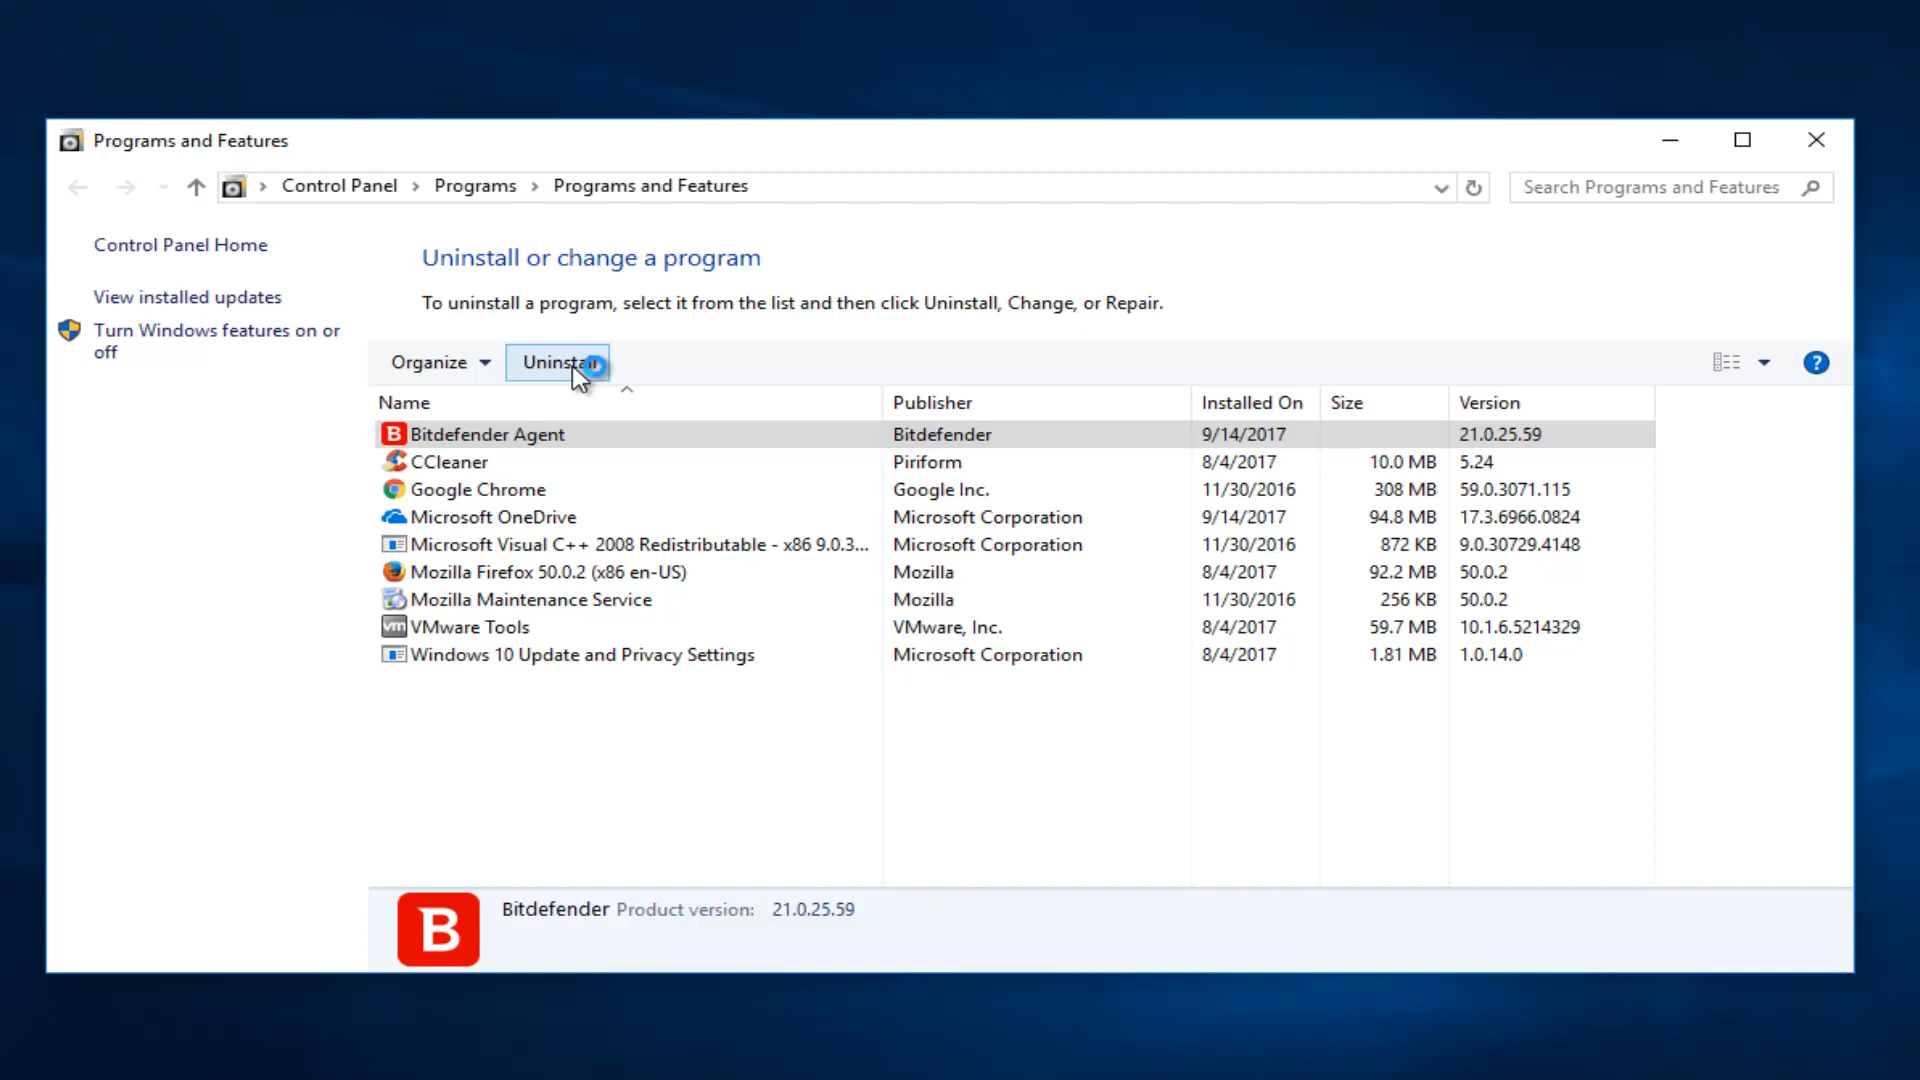 Programs and Features
Control Panel > Programs > Programs and Features
Search Programs and Features
Control Panel Home
View installed updates
Turn Windows features on or
off
Uninstall or change a program
To uninstall a program, select it from the list and then click Uninstall, Change, or Repair.
Organize Uninstall ?
Name Publisher Installed On Size Version
B Bitdefender Agent Bitdefender 9/14/2017 21.0.25.59
CCleaner Piriform 8/4/2017 10.0 MB 5.24
Google Chrome Google Inc. 11/30/2016 308 MB 59.0.3071.115
Microsoft OneDrive Microsoft Corporation 9/14/2017 94.8 MB 17.3.6966.0824
Microsoft Visual C++ 2008 Redistributable - x86 9.0.3... Microsoft Corporation 11/30/2016 872 KB 9.0.30729.4148
Mozilla Firefox 50.0.2 (x86 en-US) Mozilla 8/4/2017 92.2 MB 50.0.2
Mozilla Maintenance Service Mozilla 11/30/2016 256 KB 50.0.2
vm VMware Tools VMware, Inc. 8/4/2017 59.7 MB 10.1.6.5214329
Windows 10 Update and Privacy Settings Microsoft Corporation 8/4/2017 1.81 MB 1.0.14.0
B Bitdefender Product version: 21.0.25.59